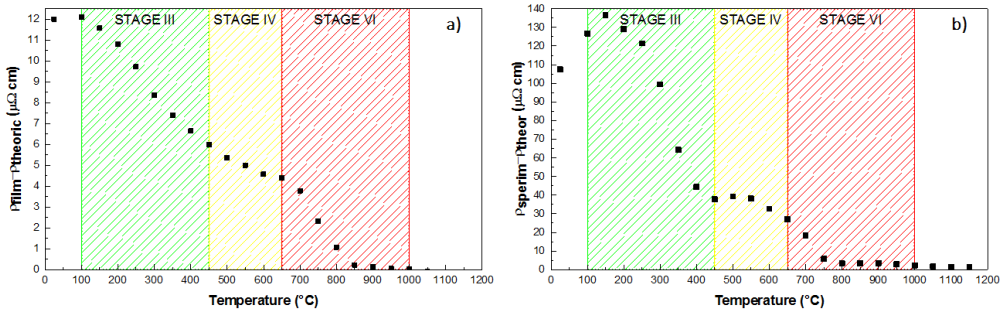 STAGE III STAGE IV STAGE VI
a)
12
11
10
9
8
7
6
5
4
3
2
1
0
ρfilm-ρtheoric (μΩ cm)
0 100 200 300 400 500 600 700 800 900 1000 1100 1200
Temperature (°C)
STAGE III STAGE IV STAGE VI
b)
140
130
120
110
100
90
80
70
60
50
40
30
20
10
0
ρsperim-ρtheor (μΩ cm)
0 100 200 300 400 500 600 700 800 900 1000 1100 1200
Temperature (°C)